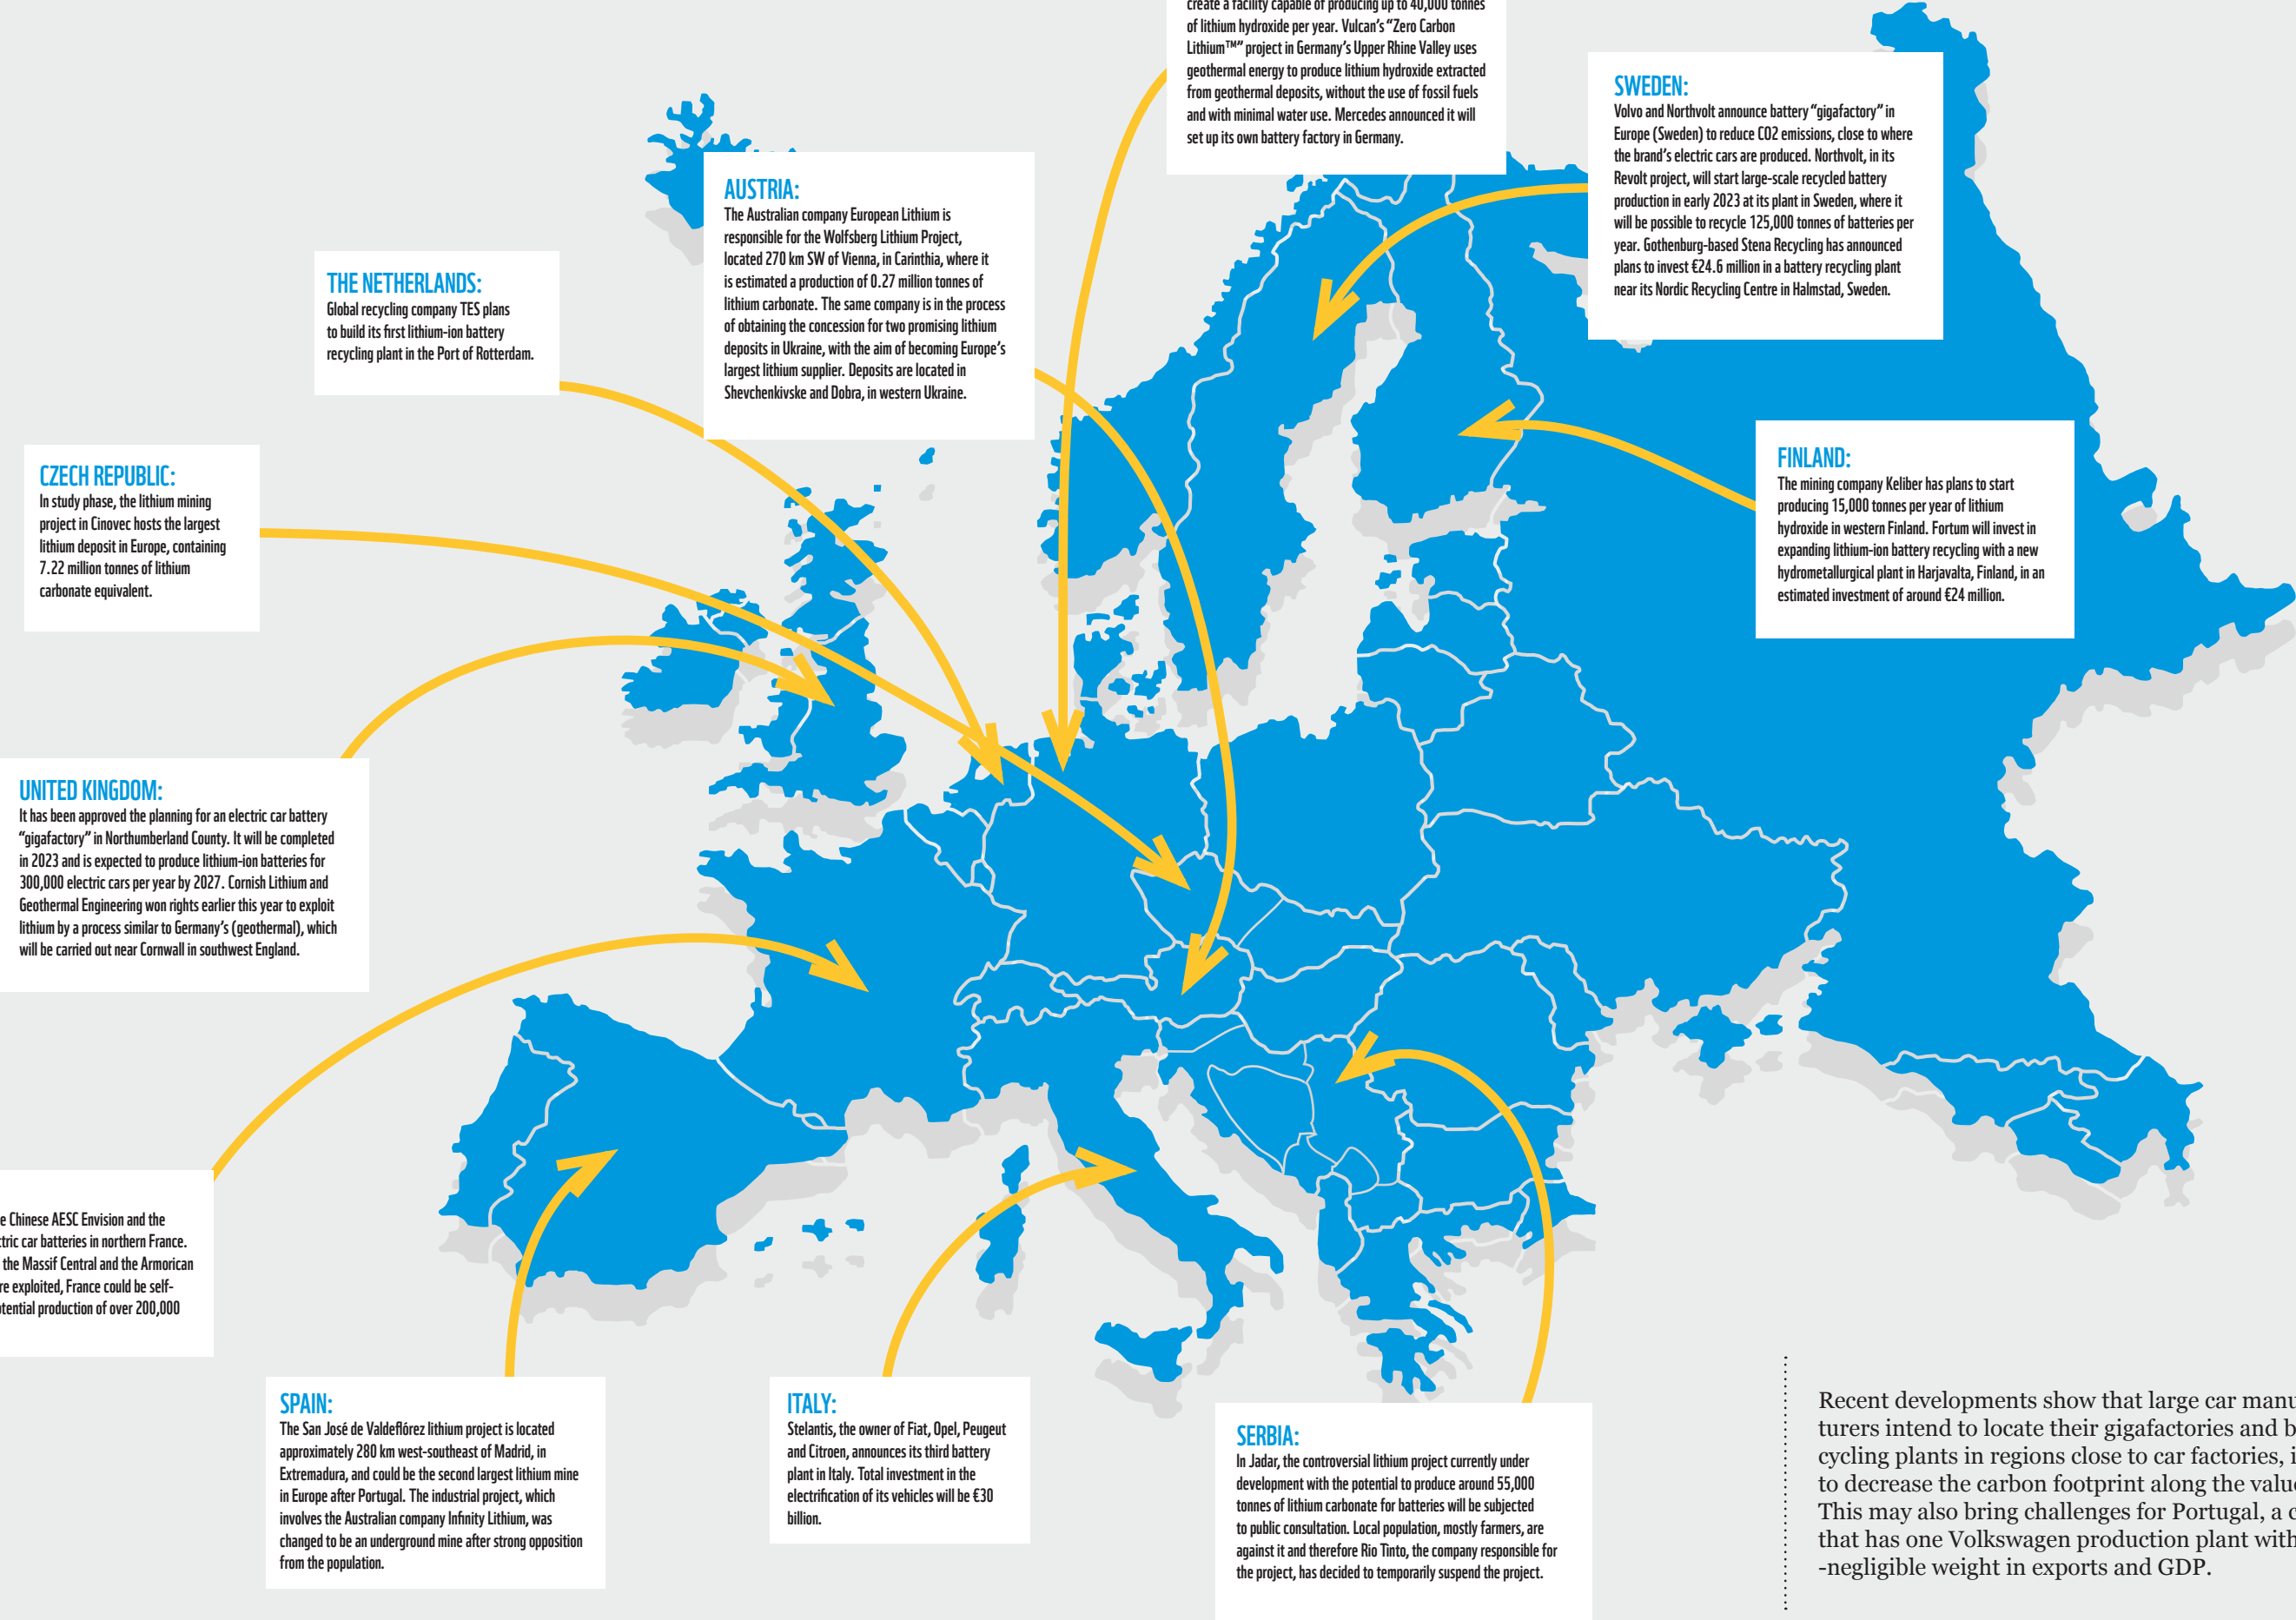 create a facility capable of producing up to 40,000 tonnes
of lithium hydroxide per year. Vulcan's “Zero Carbon
Lithium™” project in Germany's Upper Rhine Valley uses
geothermal energy to produce lithium hydroxide extracted
from geothermal deposits, without the use of fossil fuels
and with minimal water use. Mercedes announced it will
set up its own battery factory in Germany.
SWEDEN:
Volvo and Northvolt announce battery “gigafactory” in
Europe (Sweden) to reduce CO2 emissions, close to where
the brand's electric cars are produced. Northvolt, in its
Revolt project, will start large-scale recycled battery
production in early 2023 at its plant in Sweden, where it
will be possible to recycle 125,000 tonnes of batteries per
year. Gothenburg-based Stena Recycling has announced
plans to invest €24.6 million in a battery recycling plant
near its Nordic Recycling Centre in Halmstad, Sweden.
AUSTRIA:
The Australian company European Lithium is
responsible for the Wolfsberg Lithium Project,
located 270 km SW of Vienna, in Carinthia, where it
is estimated a production of 0.27 million tonnes of
lithium carbonate. The same company is in the process
of obtaining the concession for two promising lithium
deposits in Ukraine, with the aim of becoming Europe's
largest lithium supplier. Deposits are located in
Shevchenkivske and Dobra, in western Ukraine.
THE NETHERLANDS:
Global recycling company TES plans
to build its first lithium-ion battery
recycling plant in the Port of Rotterdam.
CZECH REPUBLIC:
In study phase, the lithium mining
project in Cinovec hosts the largest
lithium deposit in Europe, containing
7.22 million tonnes of lithium
carbonate equivalent.
FINLAND:
The mining company Keliber has plans to start
producing 15,000 tonnes per year of lithium
hydroxide in western Finland. Fortum will invest in
expanding lithium-ion battery recycling with a new
hydrometallurgical plant in Harjavalta, Finland, in an
estimated investment of around €24 million.
UNITED KINGDOM:
It has been approved the planning for an electric car battery
“gigafactory” in Northumberland County. It will be completed
in 2023 and is expected to produce lithium-ion batteries for
300,000 electric cars per year by 2027. Cornish Lithium and
Geothermal Engineering won rights earlier this year to exploit
lithium by a process similar to Germany's (geothermal), which
will be carried out near Cornwall in southwest England.
e Chinese AESC Envision and the
tric car batteries in northern France.
the Massif Central and the Armorican
re exploited, France could be self-
otential production of over 200,000
SPAIN:
The San José de Valdeflórez lithium project is located
approximately 280 km west-southeast of Madrid, in
Extremadura, and could be the second largest lithium mine
in Europe after Portugal. The industrial project, which
involves the Australian company Infinity Lithium, was
changed to be an underground mine after strong opposition
from the population.
ITALY:
Stelantis, the owner of Fiat, Opel, Peugeut
and Citroen, announces its third battery
plant in Italy. Total investment in the
electrification of its vehicles will be €30
billion.
SERBIA:
In Jadar, the controversial lithium project currently under
development with the potential to produce around 55,000
tonnes of lithium carbonate for batteries will be subjected
to public consultation. Local population, mostly farmers, are
against it and therefore Rio Tinto, the company responsible for
the project, has decided to temporarily suspend the project.
Recent developments show that large car manu
turers intend to locate their gigafactories and b
cycling plants in regions close to car factories, i
to decrease the carbon footprint along the value
This may also bring challenges for Portugal, a c
that has one Volkswagen production plant with
-negligible weight in exports and GDP.